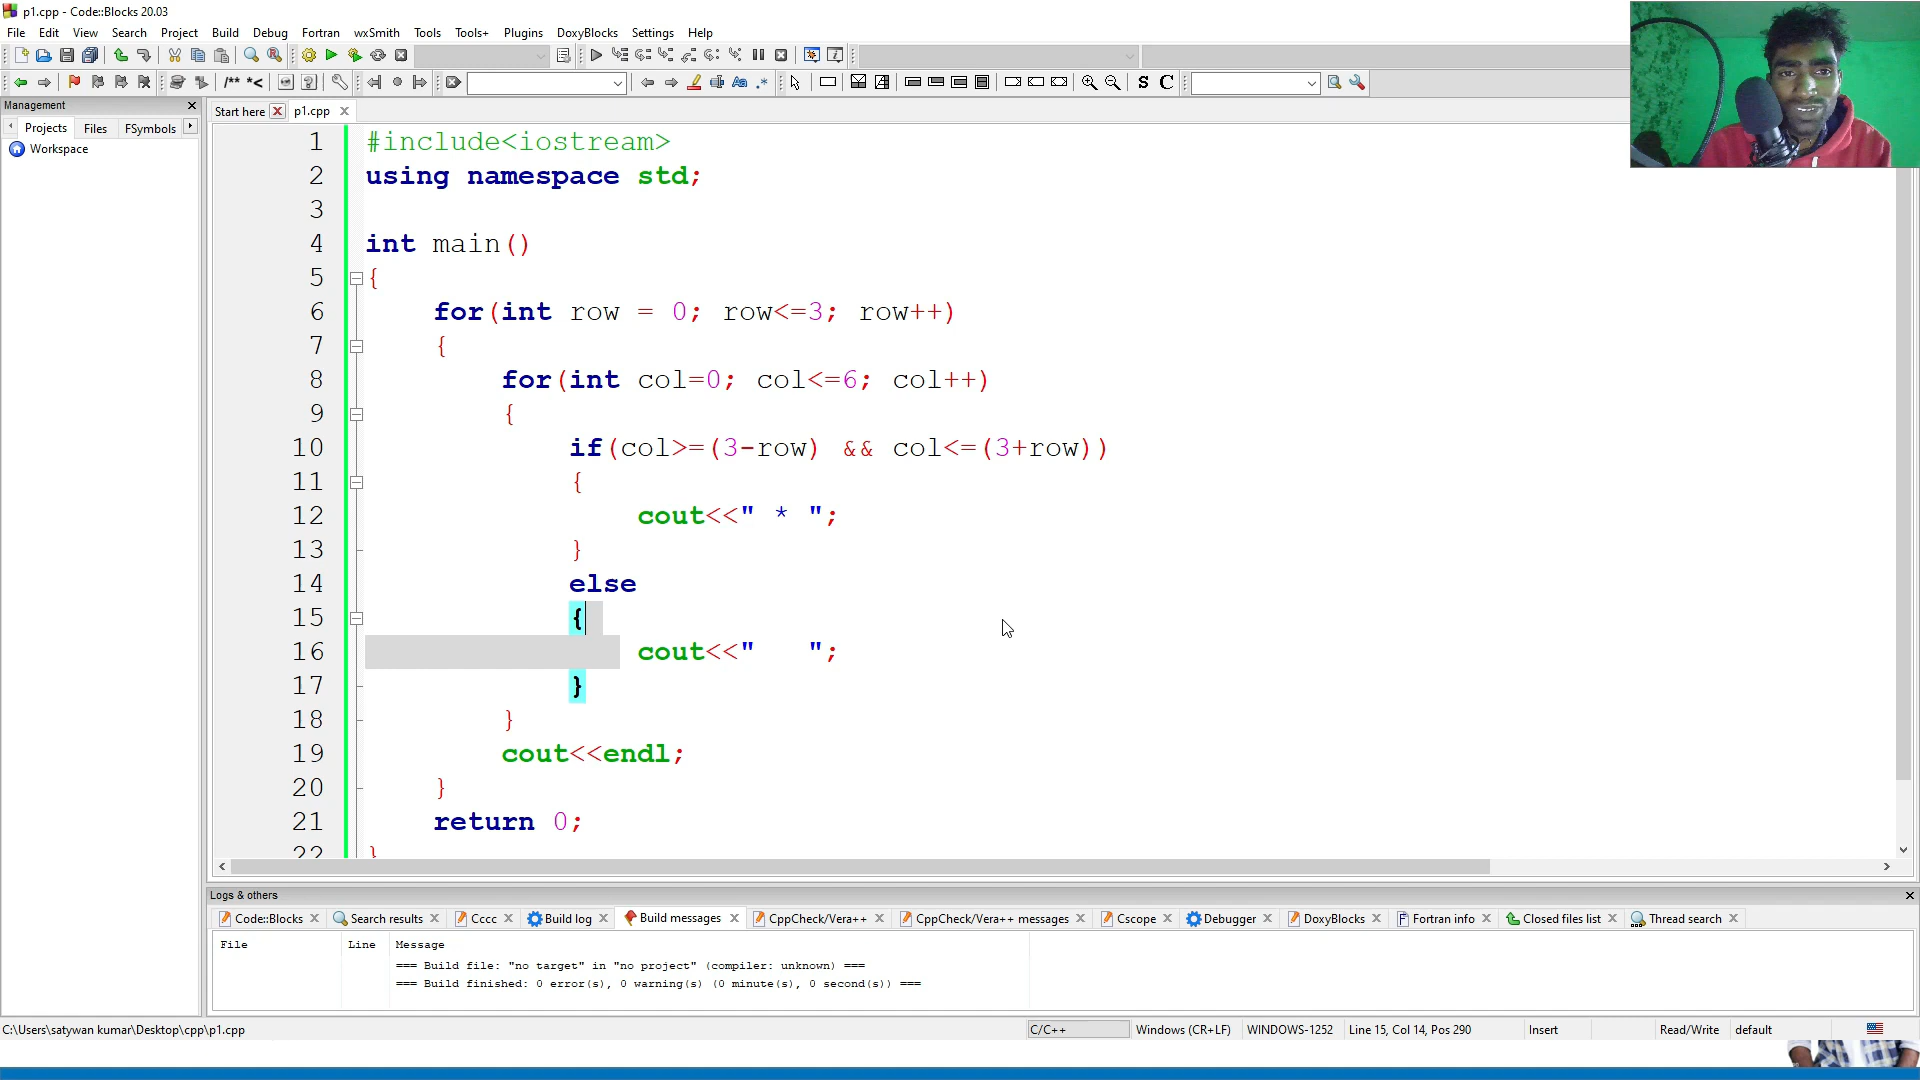 p1.cpp - Code::Blocks 20.03
File Edit View Search Project Build Debug Fortran wxSmith Tools Tools+ Plugins DoxyBlocks Settings Help
/** *< Aa .* S C
Management
Start here p1.cpp
Projects Files FSymbols
Workspace
1 #include<iostream>
2 using namespace std;
3
4 int main()
5 {
6 for(int row = 0; row<=3; row++)
7 {
8 for(int col=0; col<=6; col++)
9 {
10 if(col>=(3-row) && col<=(3+row))
11 {
12 cout<<" * ";
13 }
14 else
15 {
16 cout<<"   ";
17 }
18 }
19 cout<<endl;
20 }
21 return 0;
22 }
Logs & others
Code::Blocks Search results Cccc Build log Build messages CppCheck/Vera++ CppCheck/Vera++ messages Cscope Debugger DoxyBlocks Fortran info Closed files list Thread search
File Line Message
=== Build file: "no target" in "no project" (compiler: unknown) ===
=== Build finished: 0 error(s), 0 warning(s) (0 minute(s), 0 second(s)) ===
C:\Users\satywan kumar\Desktop\cpp\p1.cpp C/C++ Windows (CR+LF) WINDOWS-1252 Line 15, Col 14, Pos 290 Insert Read/Write default